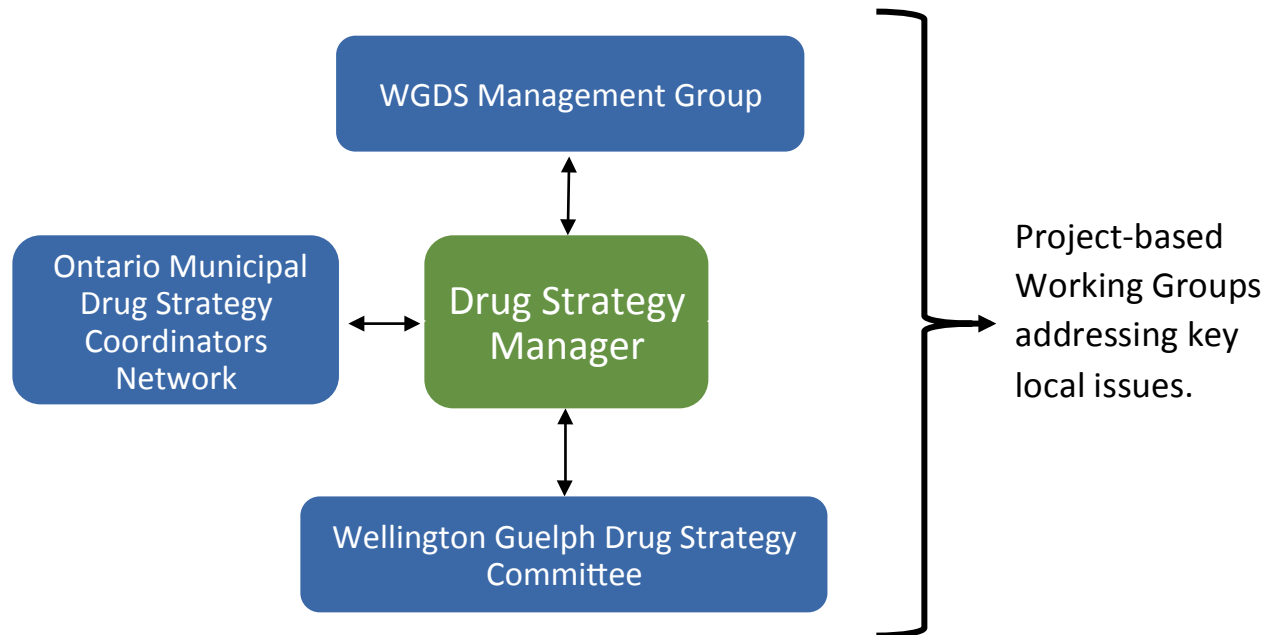 WGDS Management Group
Ontario Municipal
Drug Strategy
Coordinators
Network
Drug Strategy
Manager
Wellington Guelph Drug Strategy
Committee
Project-based
Working Groups
addressing key
local issues.